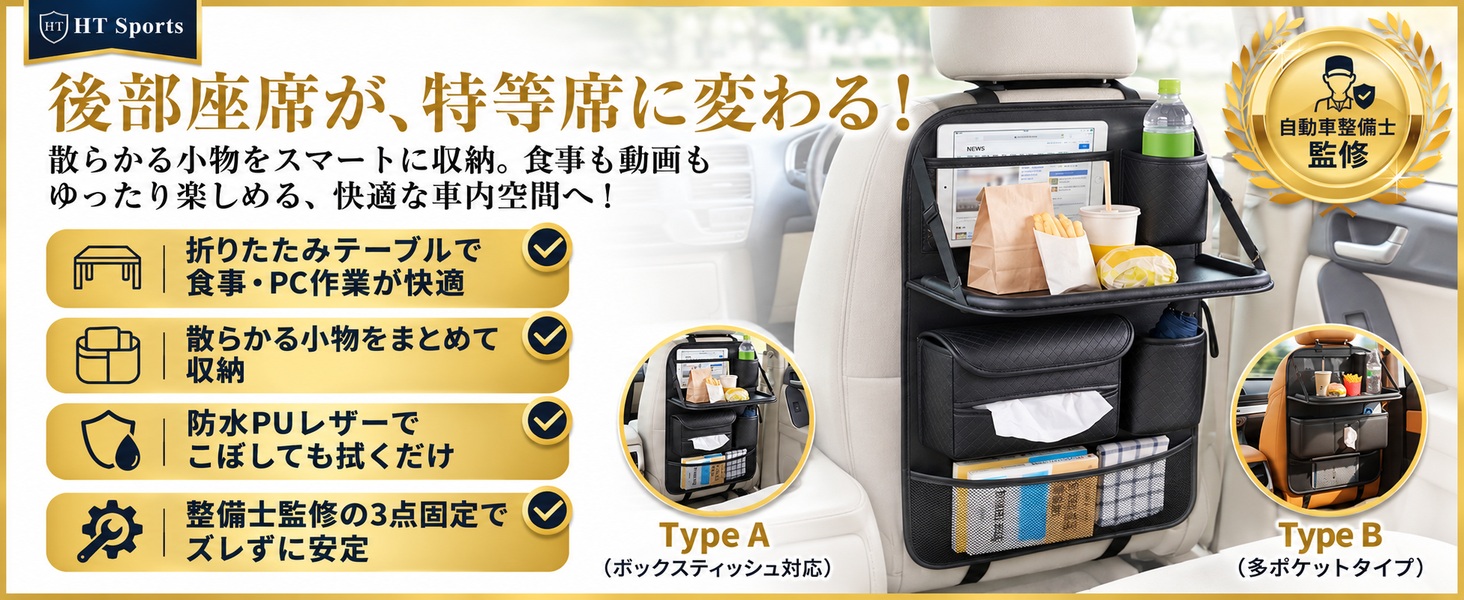 HT HT Sports
後部座席が、特等席に変わる！
散らかる小物をスマートに収納。食事も動画も
ゆったり楽しめる、快適な車内空間へ！
折りたたみテーブルで
食事・PC作業が快適
散らかる小物をまとめて
収納
防水PUレザーで
こぼしても拭くだけ
整備士監修の3点固定で
ズレずに安定
自動車整備士
監修
NEWS
Type A
（ボックスティッシュ対応）
Type B
（多ポケットタイプ）